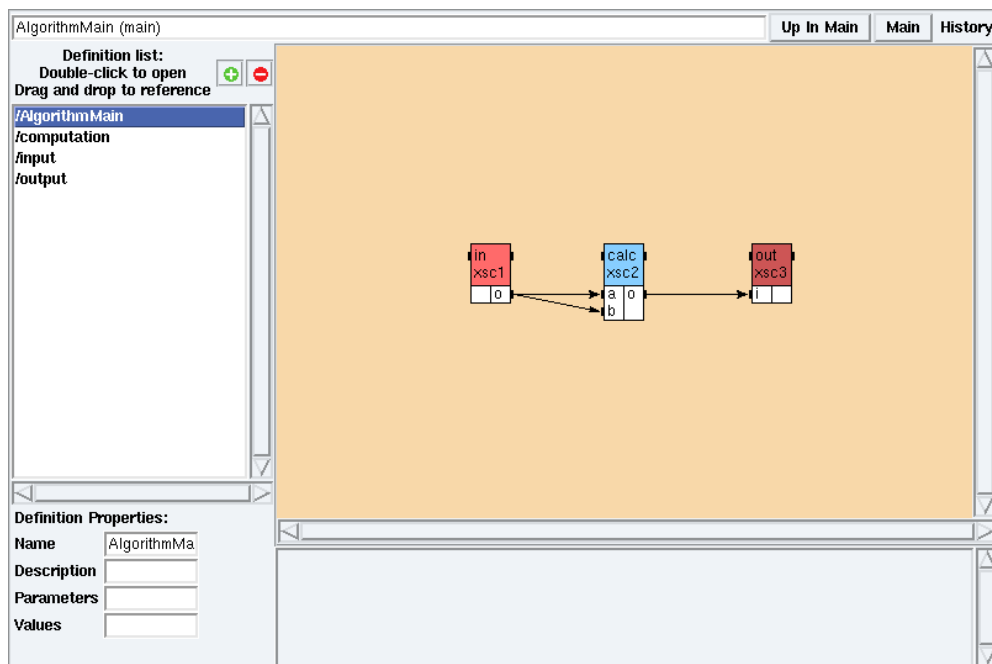 AlgorithmMain (main)
Up In Main
Main
History
Definition list:
Double-click to open
Drag and drop to reference
/AlgorithmMain
/computation
/input
/output
in
xsc1
o
calc
xsc2
a o
b
out
xsc3
i
Definition Properties:
Name AlgorithmMa
Description
Parameters
Values